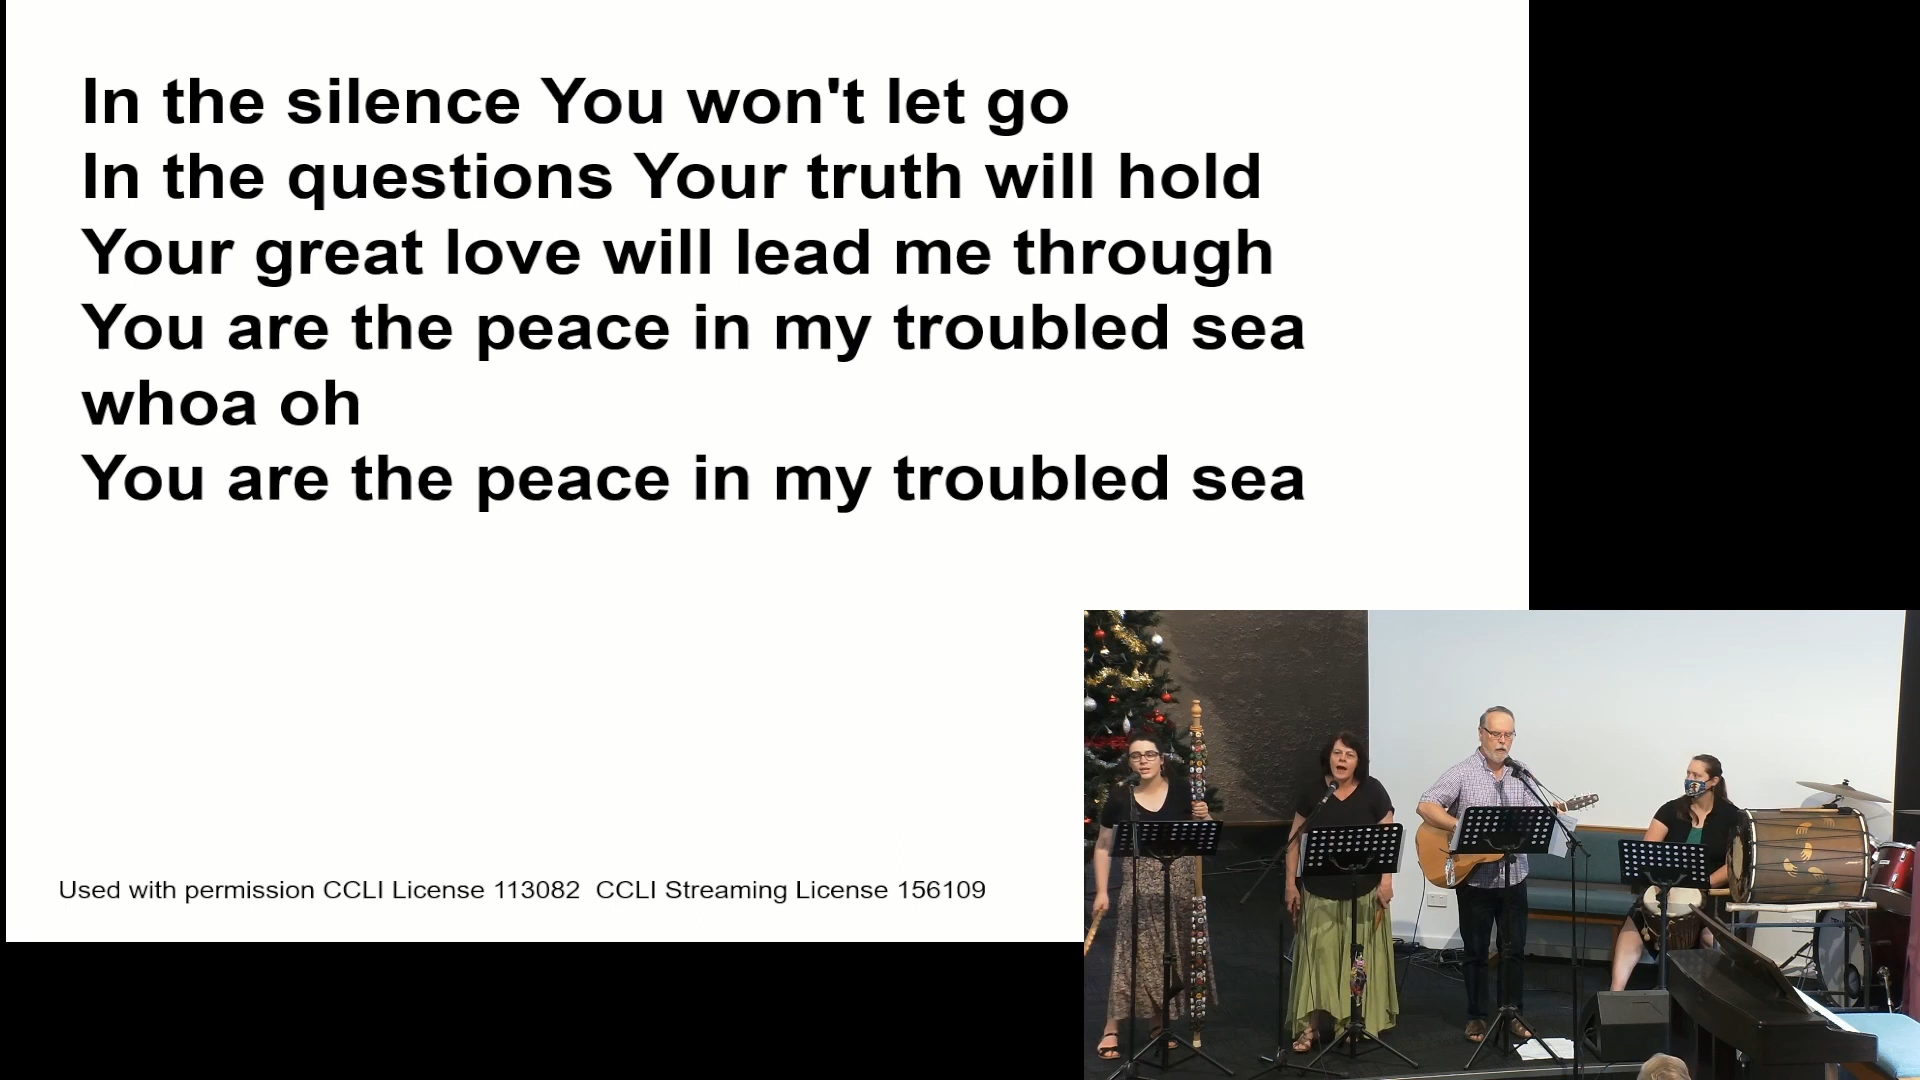 In the silence You won't let go
In the questions Your truth will hold
Your great love will lead me through
You are the peace in my troubled sea
whoa oh
You are the peace in my troubled sea
Used with permission CCLI License 113082  CCLI Streaming License 156109